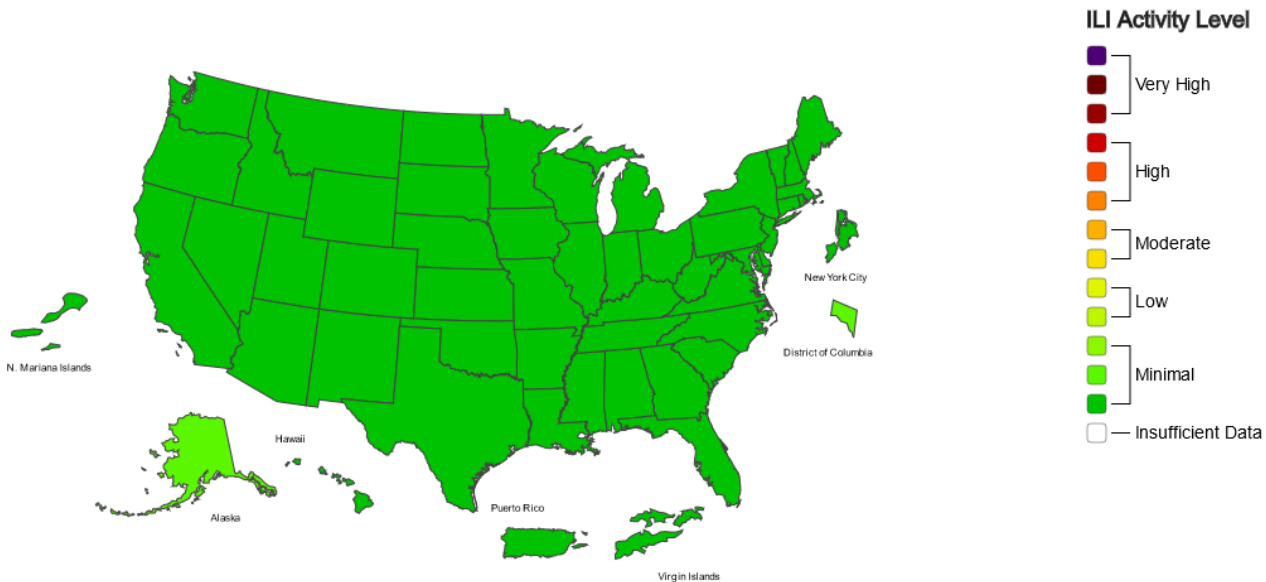 ILI Activity Level
Very High
High
Moderate
Low
Minimal
Insufficient Data
New York City
District of Columbia
N. Mariana Islands
Hawaii
Alaska
Puerto Rico
Virgin Islands